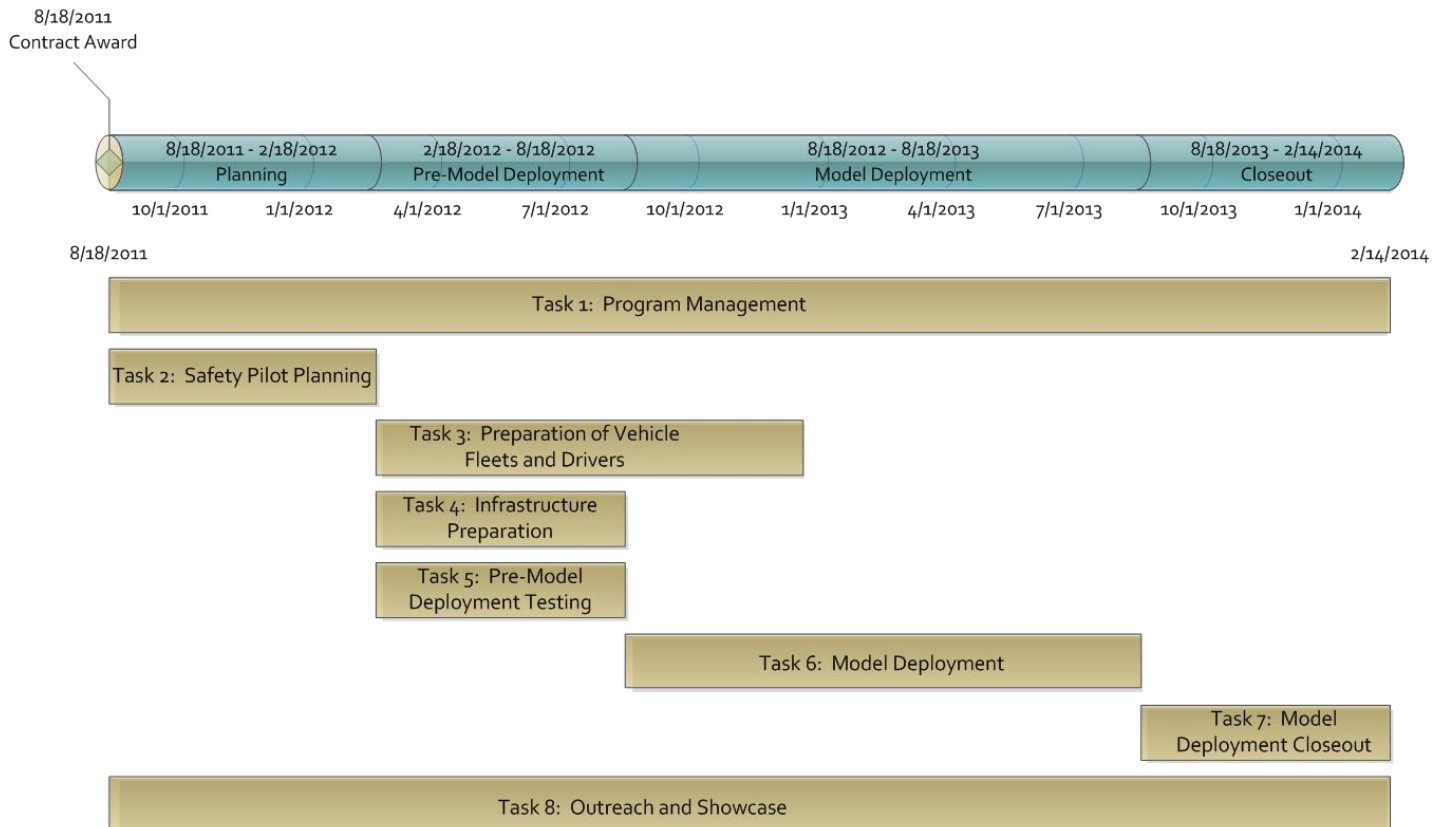 8/18/2011
Contract Award
8/18/2011 - 2/18/2012
Planning
2/18/2012 - 8/18/2012
Pre-Model Deployment
8/18/2012 - 8/18/2013
Model Deployment
8/18/2013 - 2/14/2014
Closeout
10/1/2011
1/1/2012
4/1/2012
7/1/2012
10/1/2012
1/1/2013
4/1/2013
7/1/2013
10/1/2013
1/1/2014
8/18/2011
2/14/2014
Task 1: Program Management
Task 2: Safety Pilot Planning
Task 3: Preparation of Vehicle
Fleets and Drivers
Task 4: Infrastructure
Preparation
Task 5: Pre-Model
Deployment Testing
Task 6: Model Deployment
Task 7: Model
Deployment Closeout
Task 8: Outreach and Showcase